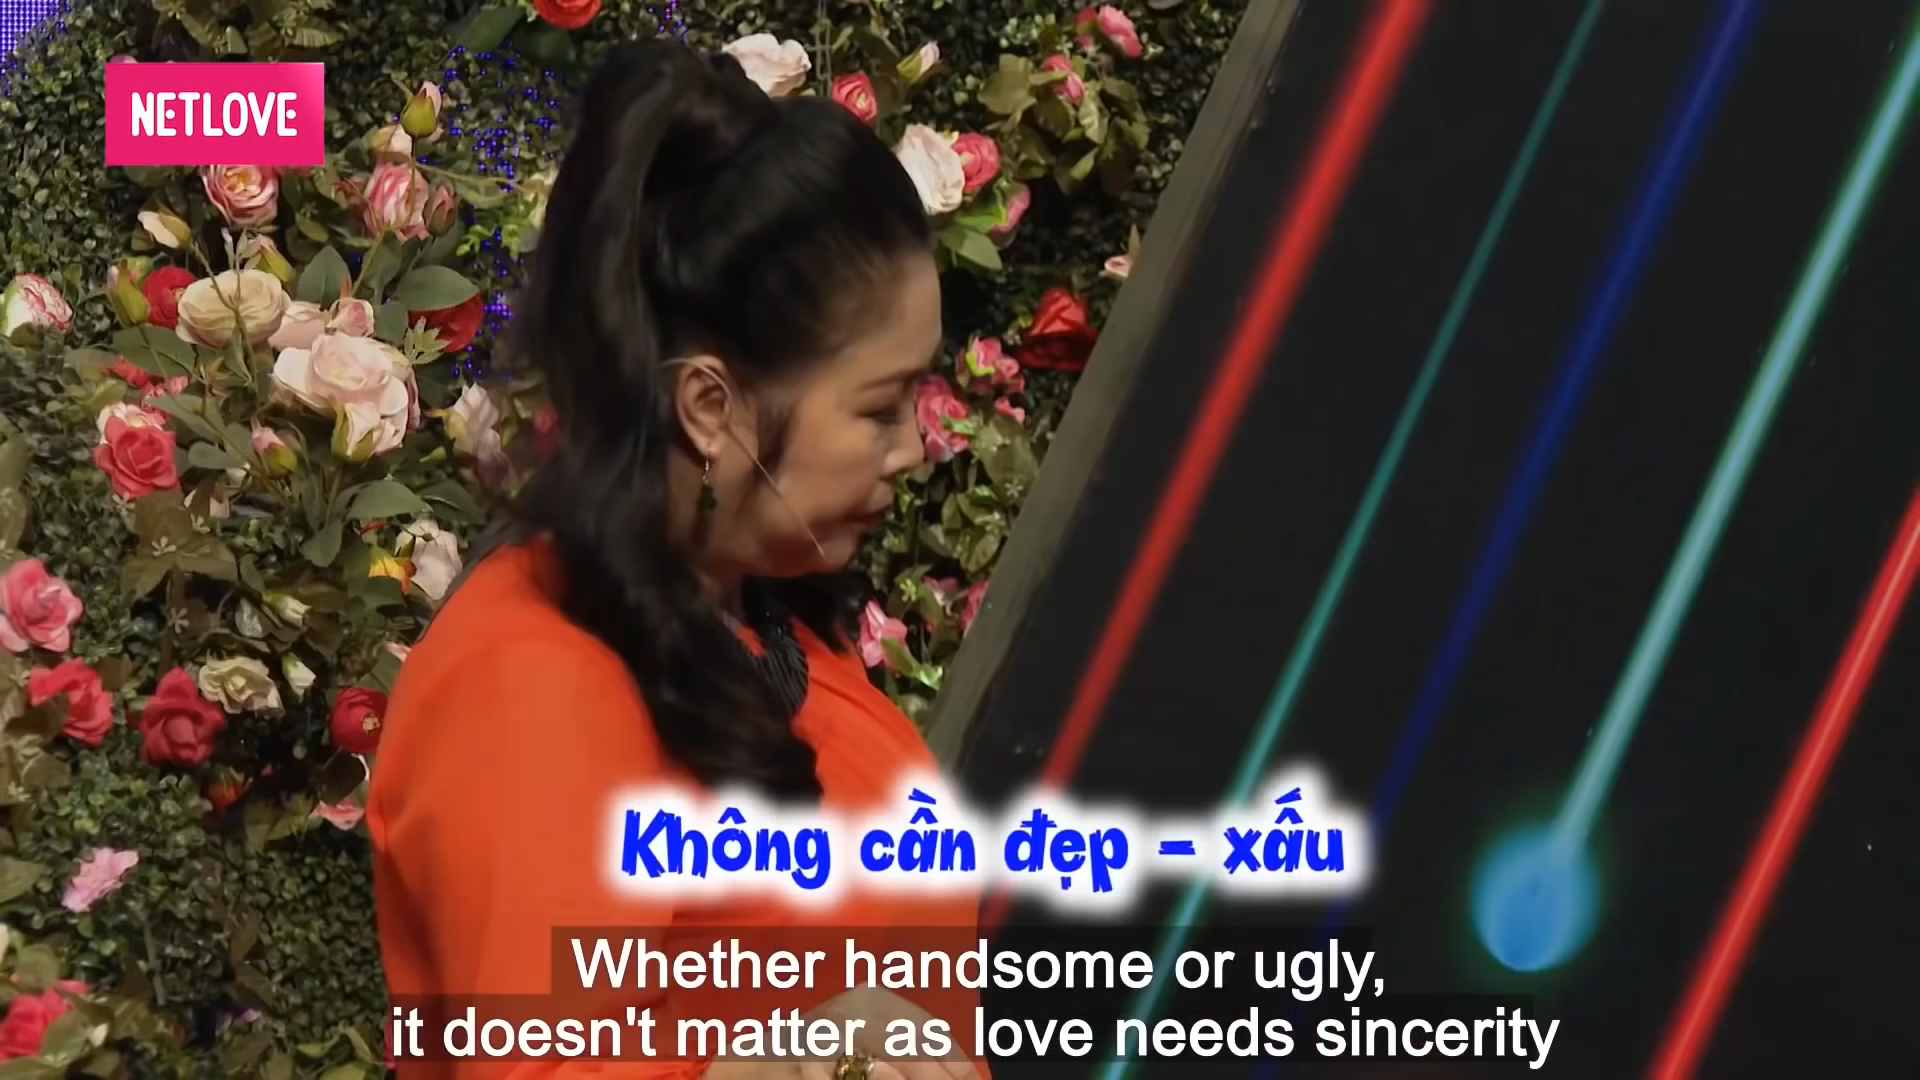 NETLOVE
Không cần đẹp - xấu
Whether handsome or ugly,
it doesn't matter as love needs sincerity